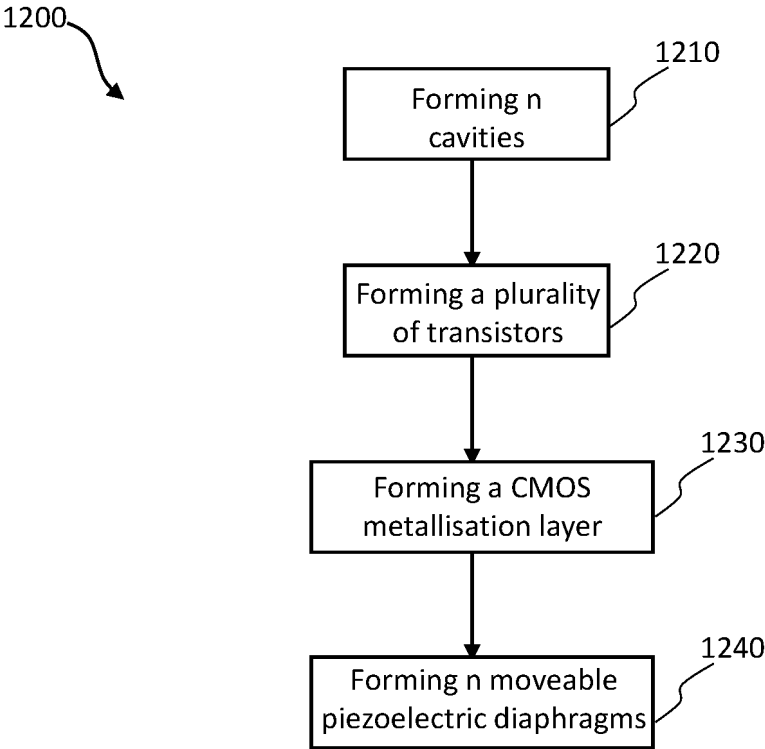 1200
1210
Forming n
cavities
1220
Forming a plurality
of transistors
1230
Forming a CMOS
metallisation layer
1240
Forming n moveable
piezoelectric diaphragms